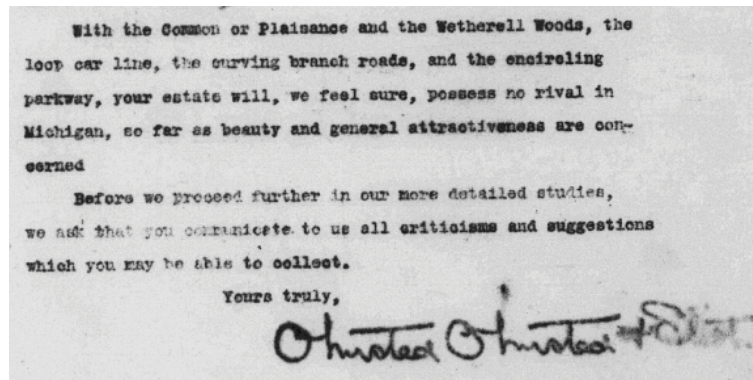 With the Common or Plaisance and the Wetherell Woods, the
loop car line, the curving branch roads, and the encircling
parkway, your estate will, we feel sure, possess no rival in
Michigan, so far as beauty and general attractiveness are con-
cerned
Before we proceed further in our more detailed studies,
we ask that you communicate to us all criticisms and suggestions
which you may be able to collect.
Yours truly,
Olmsted Olmsted + Eliot